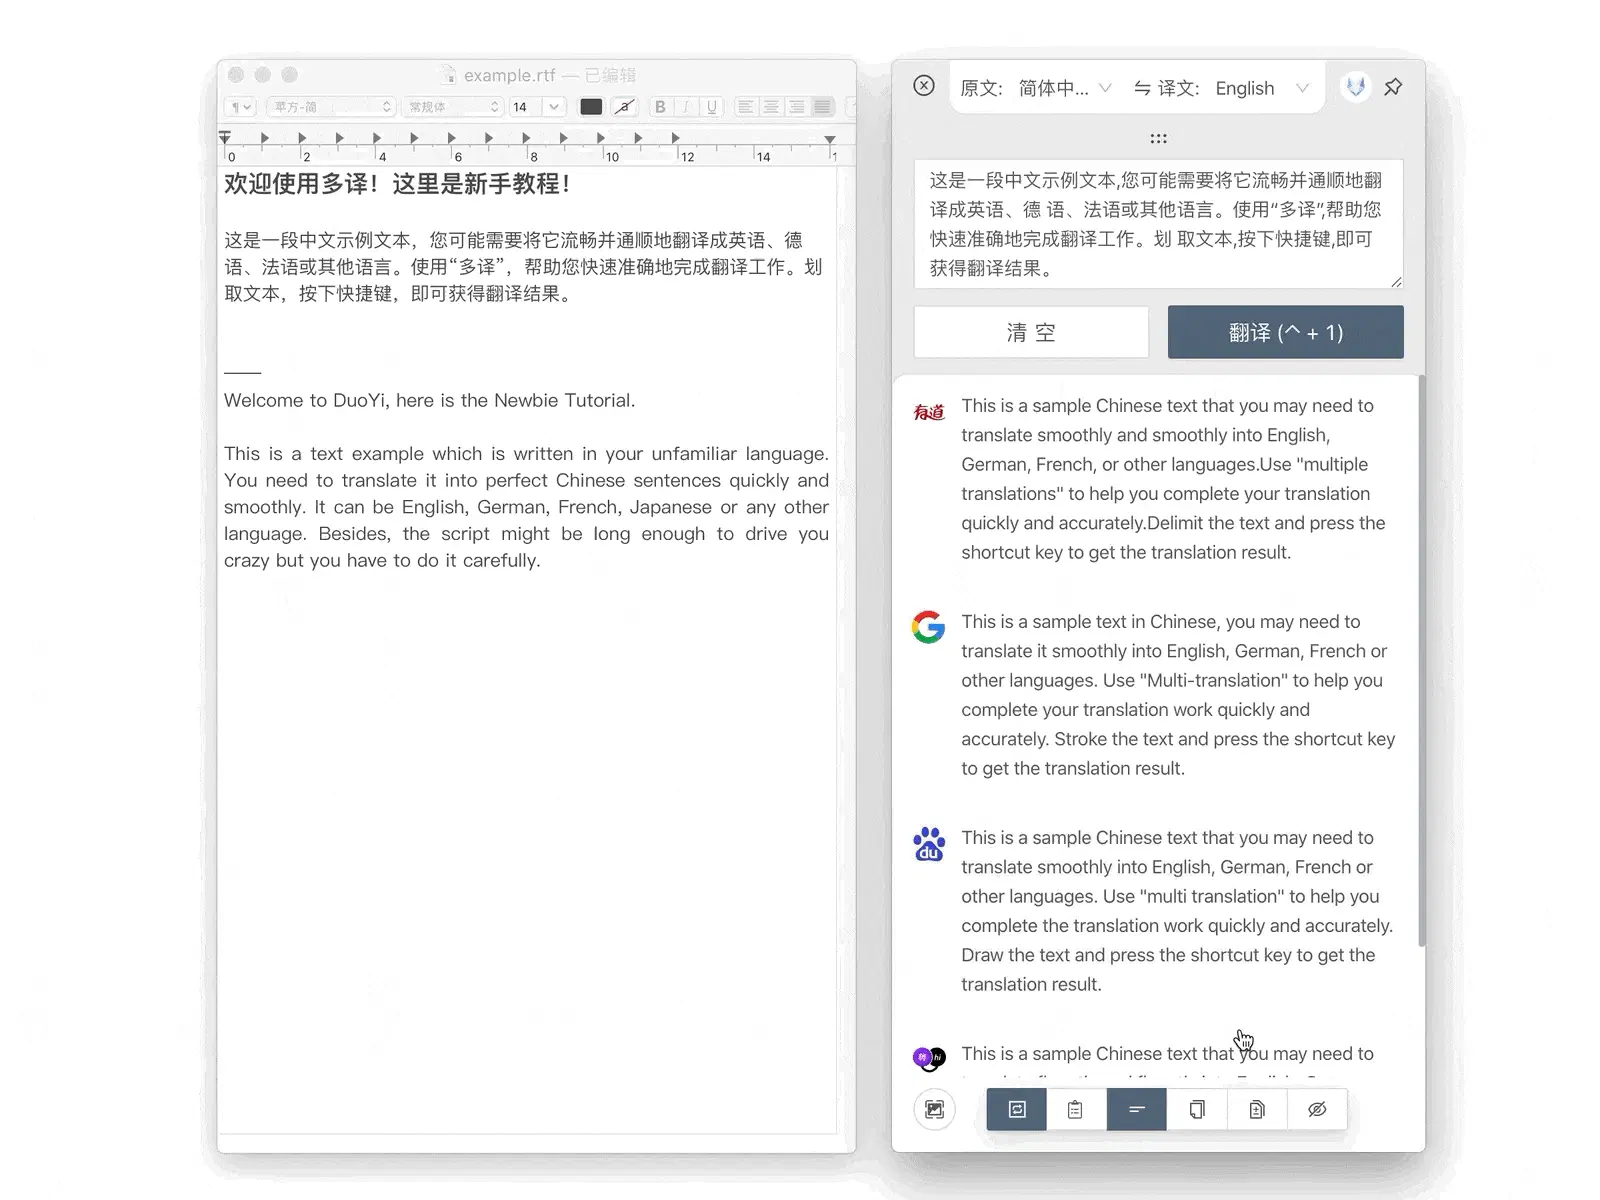 example.rtf — 已编辑
苹方-简
常规体
14
a
B I U
0 2 4 6 8 10 12 14 1
欢迎使用多译！这里是新手教程！
这是一段中文示例文本，您可能需要将它流畅并通顺地翻译成英语、德
语、法语或其他语言。使用“多译”，帮助您快速准确地完成翻译工作。划
取文本，按下快捷键，即可获得翻译结果。
Welcome to DuoYi, here is the Newbie Tutorial.
This is a text example which is written in your unfamiliar language.
You need to translate it into perfect Chinese sentences quickly and
smoothly. It can be English, German, French, Japanese or any other
language. Besides, the script might be long enough to drive you
crazy but you have to do it carefully.
原文: 简体中... 译文: English
这是一段中文示例文本,您可能需要将它流畅并通顺地翻
译成英语、德 语、法语或其他语言。使用“多译”,帮助您
快速准确地完成翻译工作。划 取文本,按下快捷键,即可
获得翻译结果。
清 空
翻译 (^ + 1)
有道
This is a sample Chinese text that you may need to
translate smoothly and smoothly into English,
German, French, or other languages.Use "multiple
translations" to help you complete your translation
quickly and accurately.Delimit the text and press the
shortcut key to get the translation result.
G
This is a sample text in Chinese, you may need to
translate it smoothly into English, German, French or
other languages. Use "Multi-translation" to help you
complete your translation work quickly and
accurately. Stroke the text and press the shortcut key
to get the translation result.
du
This is a sample Chinese text that you may need to
translate smoothly into English, German, French or
other languages. Use "multi translation" to help you
complete the translation work quickly and accurately.
Draw the text and press the shortcut key to get the
translation result.
hi
This is a sample Chinese text that you may need to